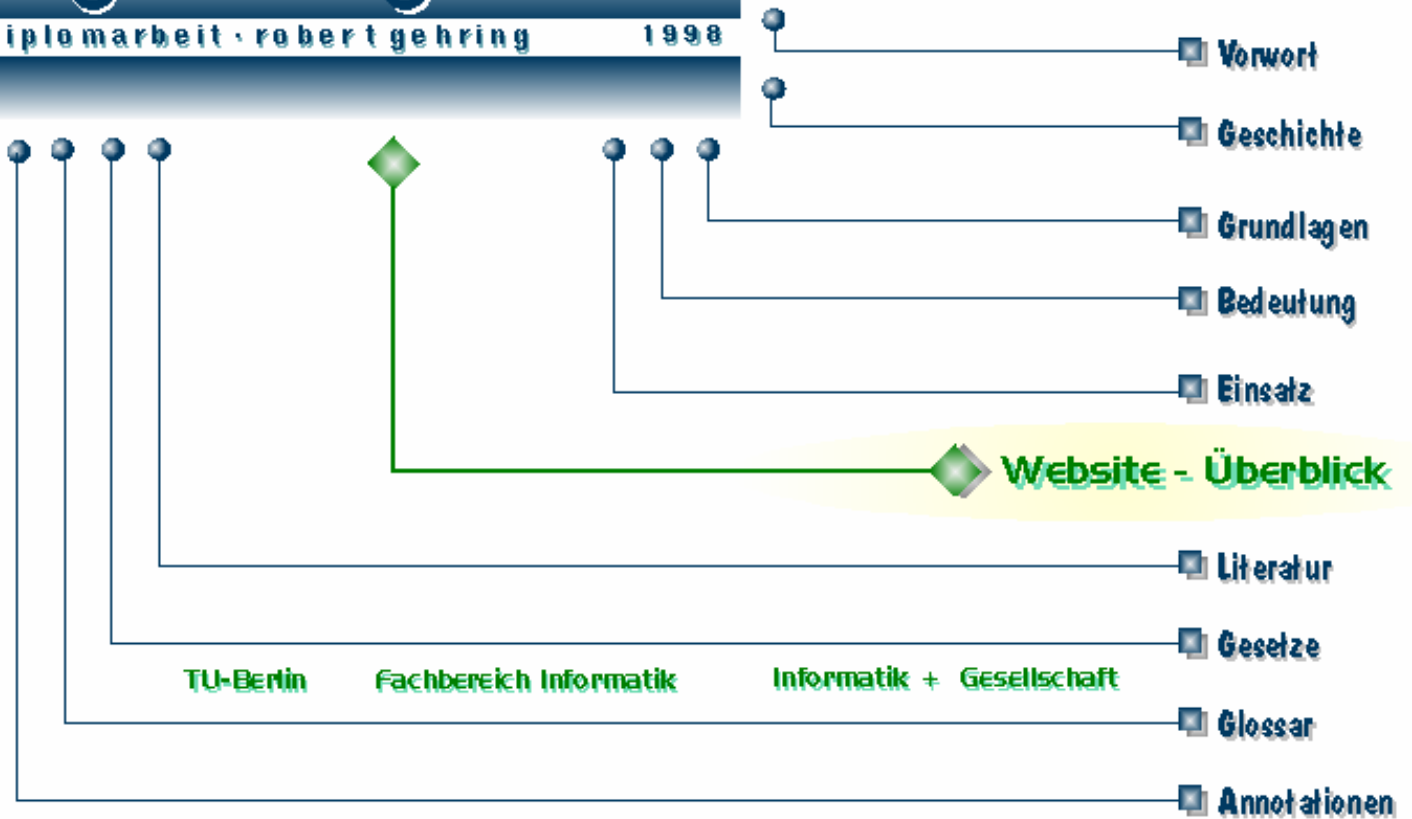 iplomarbeit · robert gehring 1998
Vorwort
Geschichte
Grundlagen
Bedeutung
Einsatz
Website - Überblick
Literatur
Gesetze
TU-Berlin Fachbereich Informatik Informatik + Gesellschaft
Glossar
Annotationen